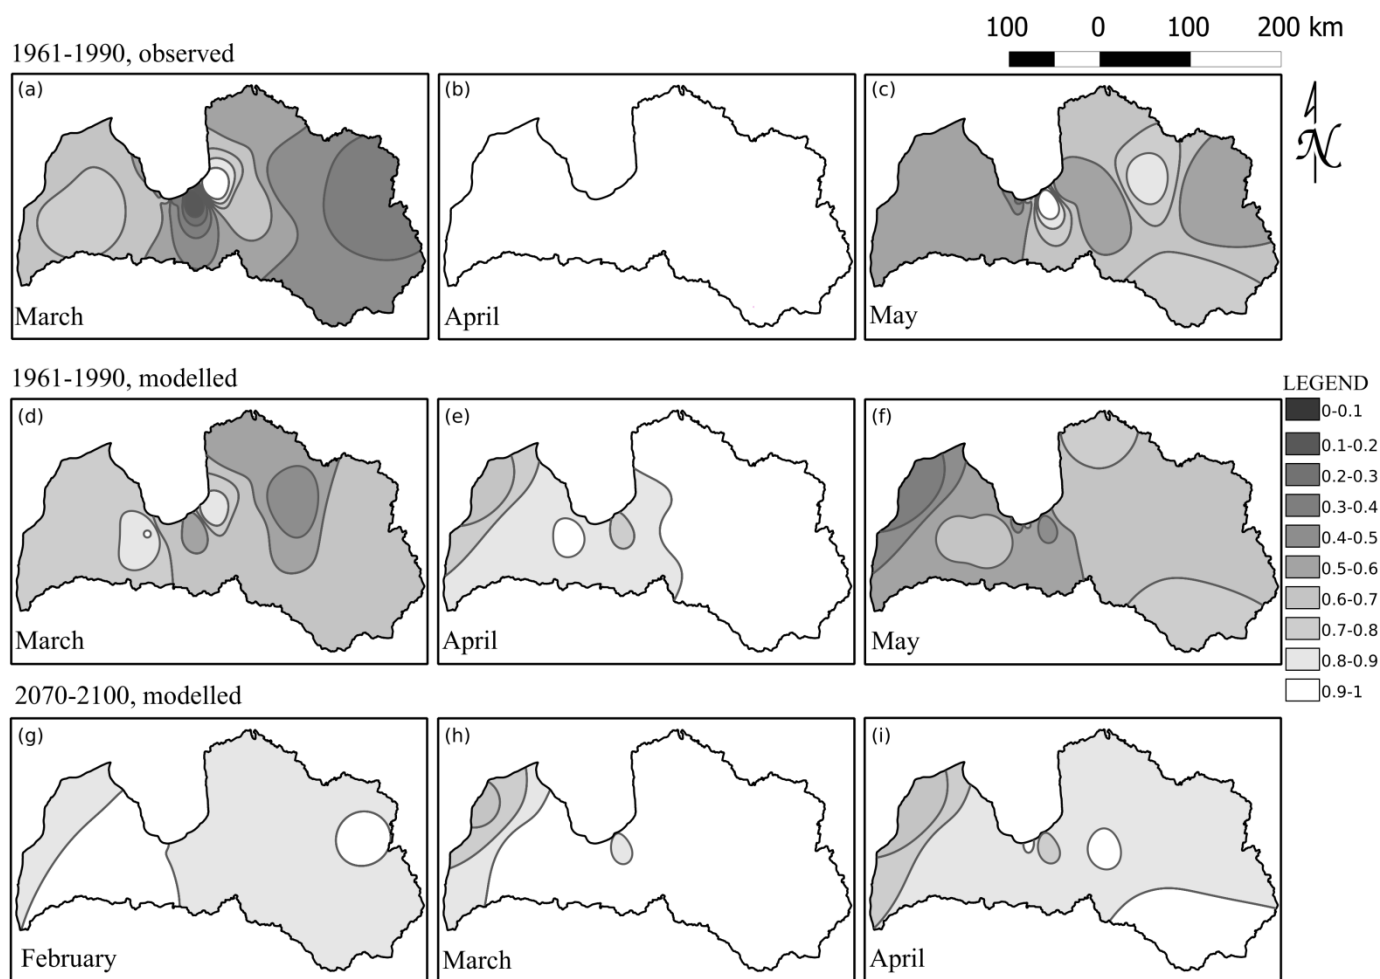 100 0 100 200 km
1961-1990, observed
(a)
March
(b)
April
(c)
May
N
1961-1990, modelled
(d)
March
(e)
April
(f)
May
LEGEND
0-0.1
0.1-0.2
0.2-0.3
0.3-0.4
0.4-0.5
0.5-0.6
0.6-0.7
0.7-0.8
0.8-0.9
0.9-1
2070-2100, modelled
(g)
February
(h)
March
(i)
April